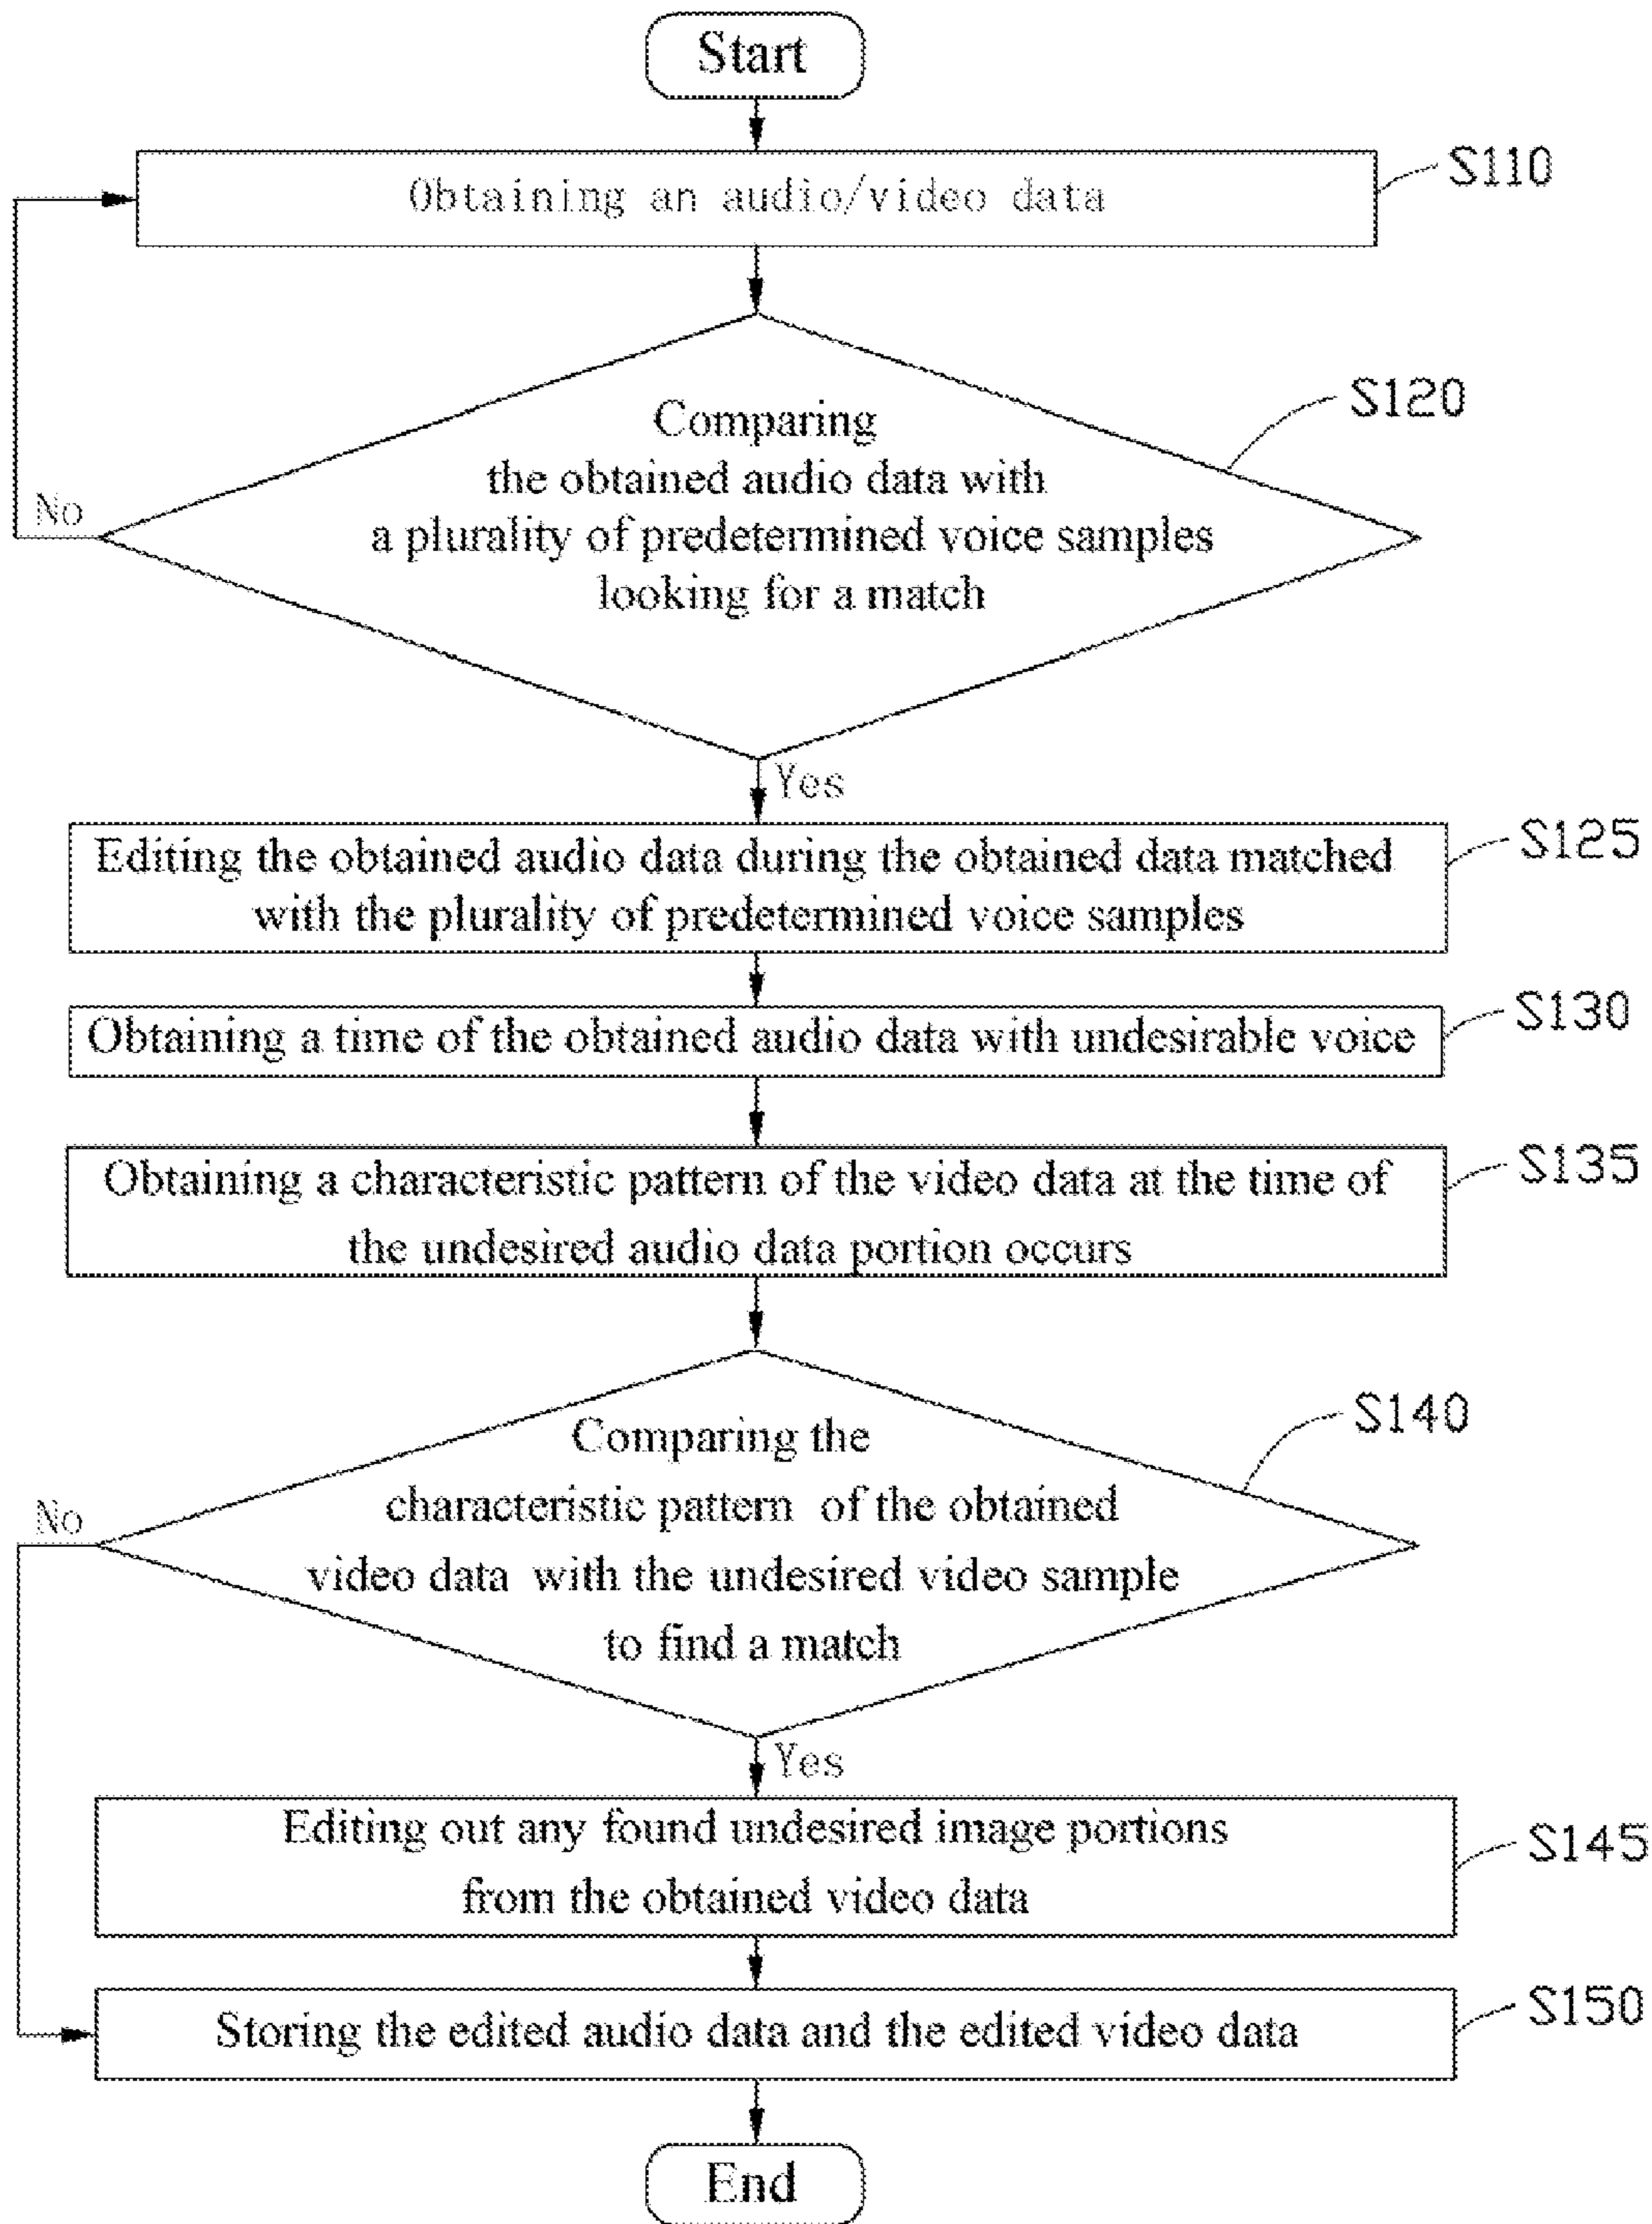 Start
Obtaining an audio/video data
S110
Comparing
the obtained audio data with
a plurality of predetermined voice samples
looking for a match
S120
No
Yes
Editing the obtained audio data during the obtained data matched
with the plurality of predetermined voice samples
S125
Obtaining a time of the obtained audio data with undesirable voice
S130
Obtaining a characteristic pattern of the video data at the time of
the undesired audio data portion occurs
S135
Comparing the
characteristic pattern of the obtained
video data with the undesired video sample
to find a match
S140
No
Yes
Editing out any found undesired image portions
from the obtained video data
S145
Storing the edited audio data and the edited video data
S150
End